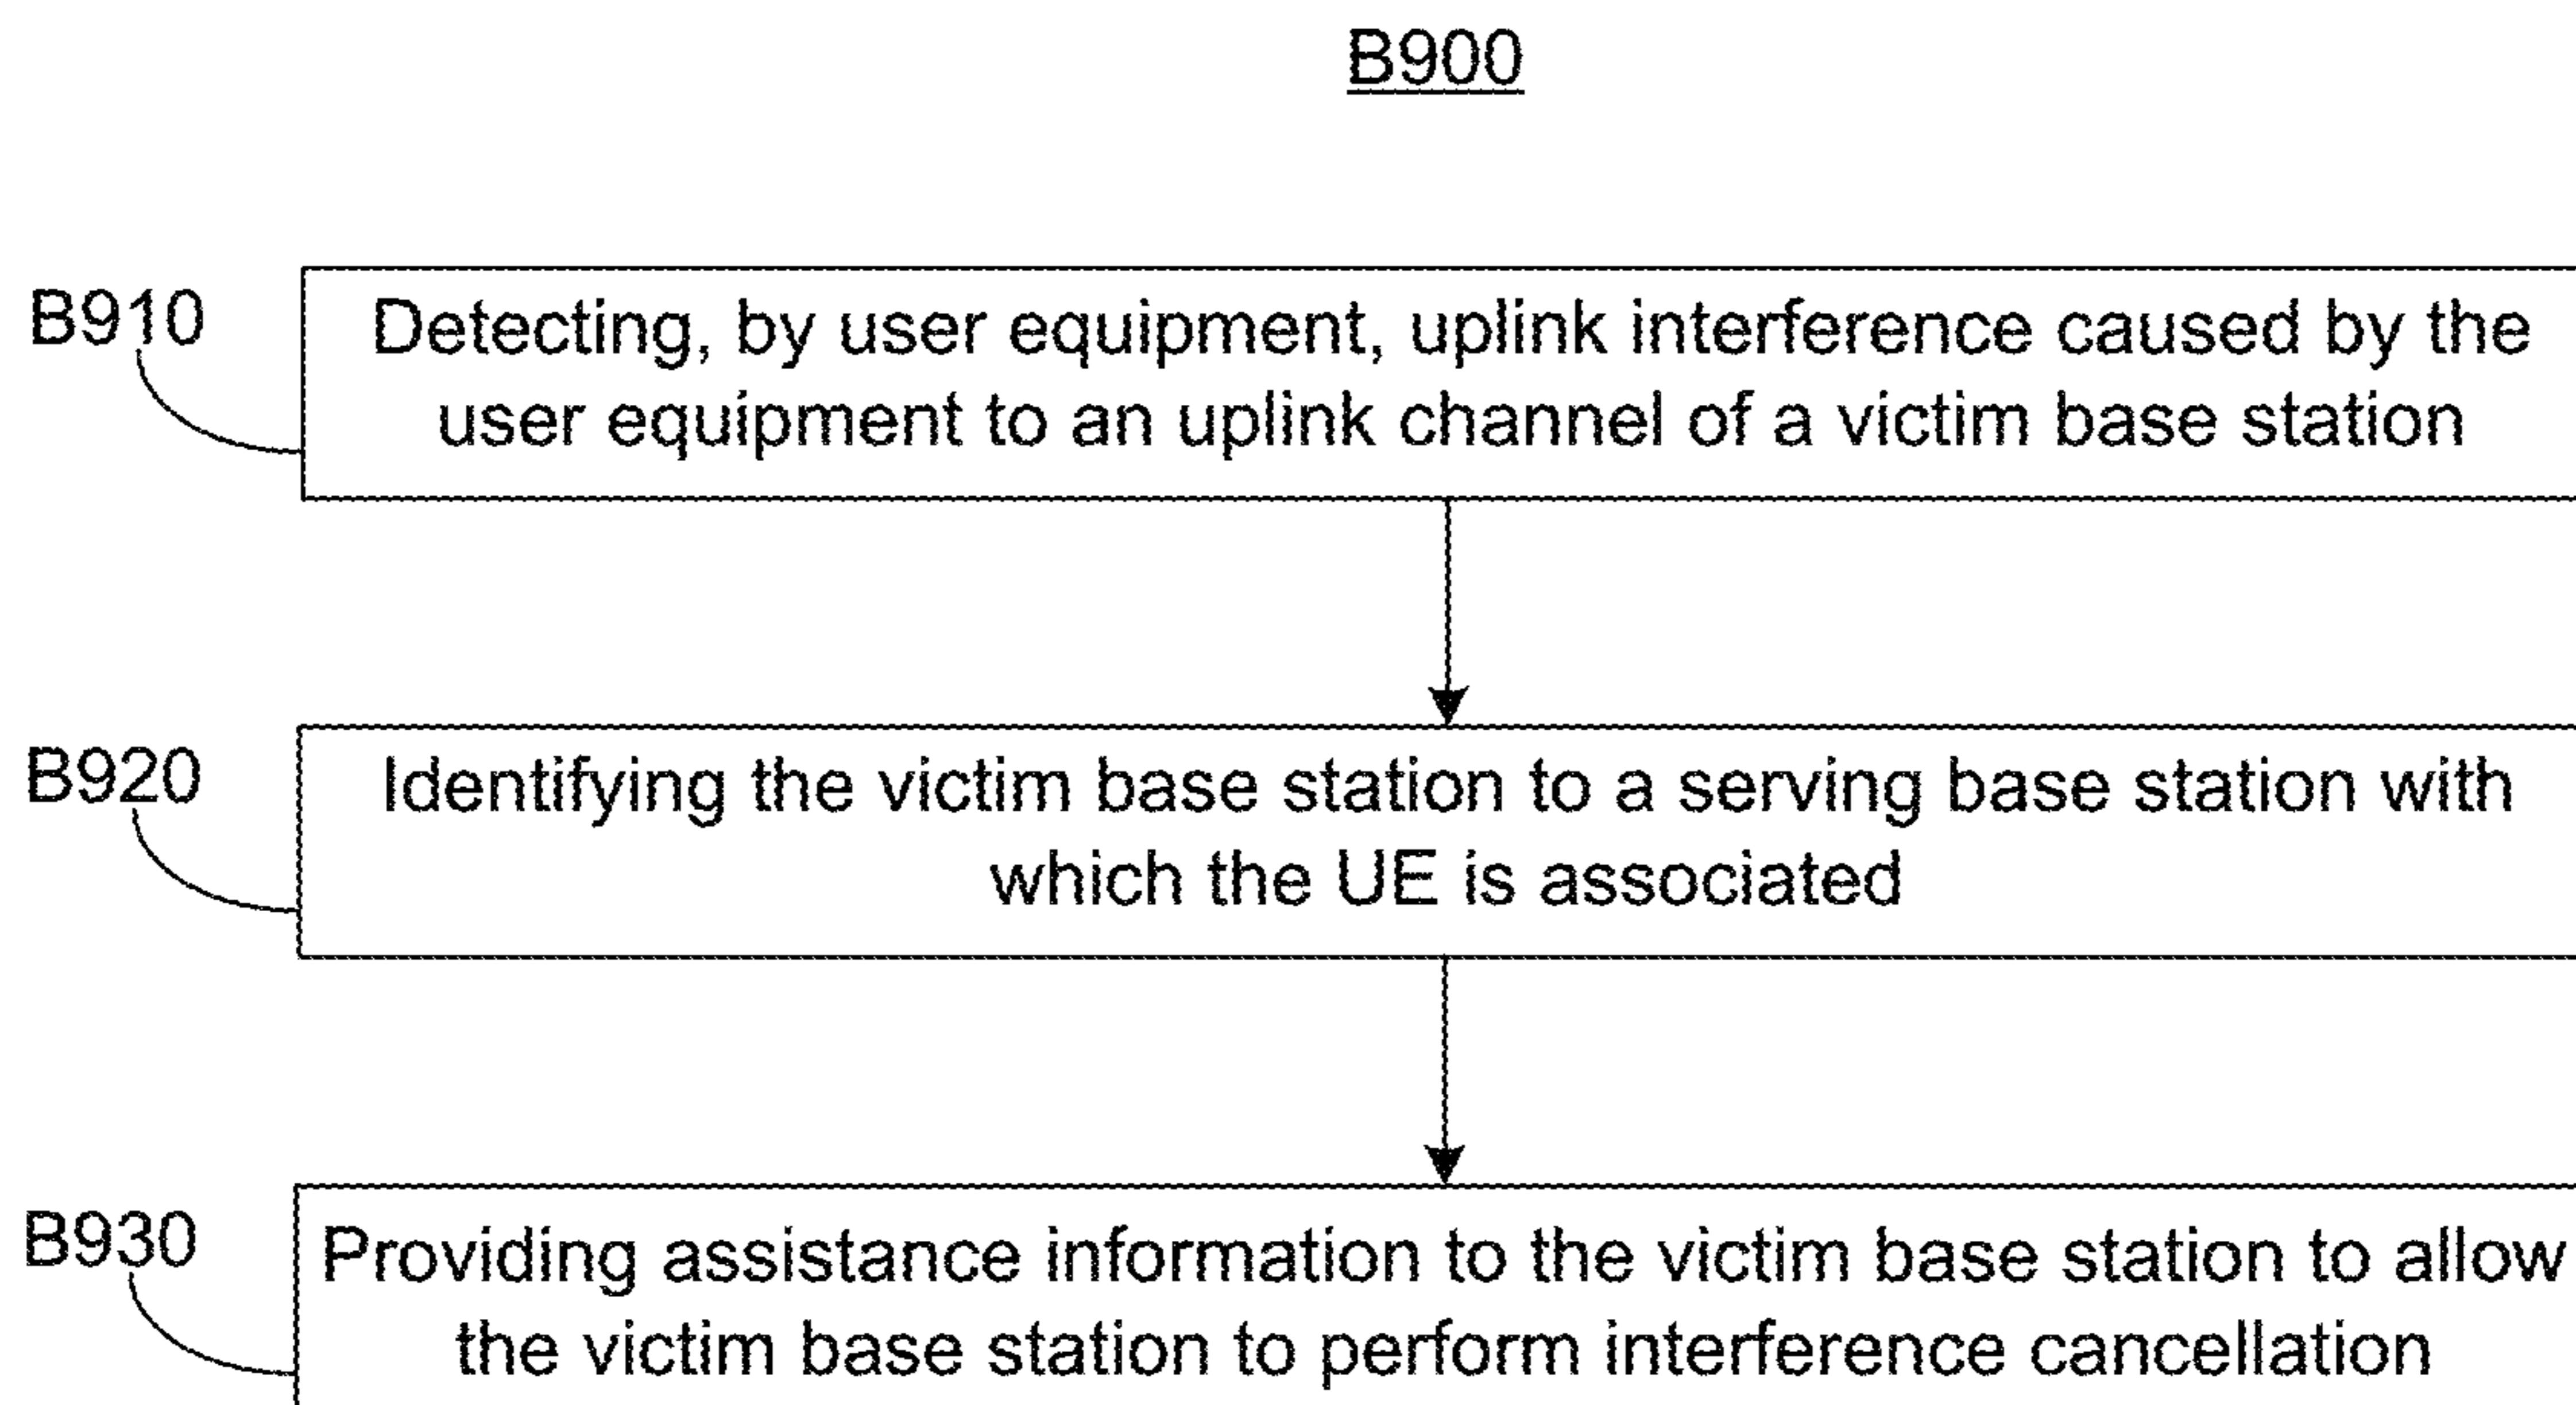 B900
B910
Detecting, by user equipment, uplink interference caused by the
user equipment to an uplink channel of a victim base station
B920
Identifying the victim base station to a serving base station with
which the UE is associated
B930
Providing assistance information to the victim base station to allow
the victim base station to perform interference cancellation